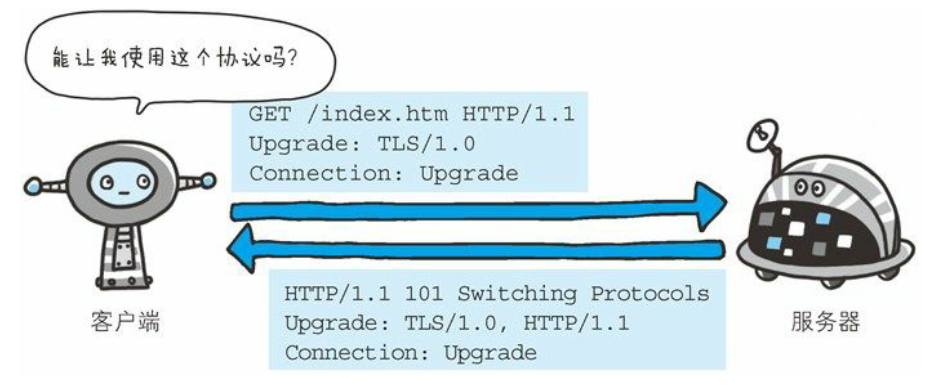 能让我使用这个协议吗?
GET /index.htm HTTP/1.1
Upgrade: TLS/1.0
Connection: Upgrade
HTTP/1.1 101 Switching Protocols
Upgrade: TLS/1.0, HTTP/1.1
Connection: Upgrade
客户端
服务器